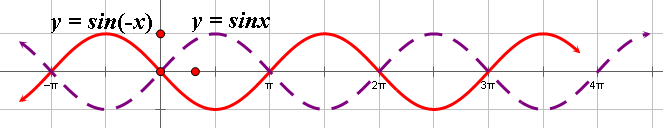 y = sin(-x) y = sinx
-π π 2π 3π 4π